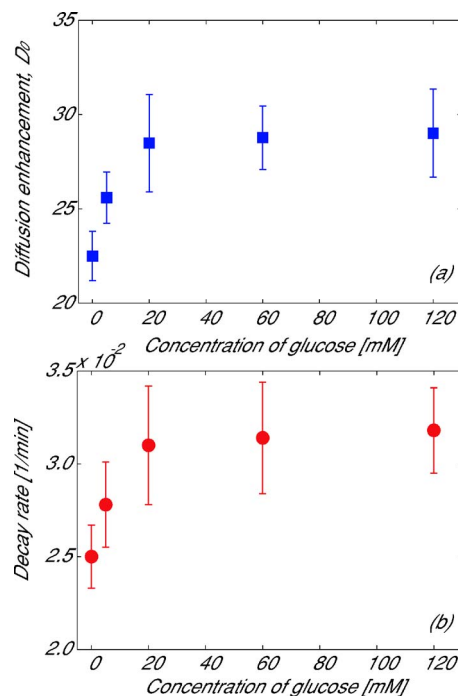 Diffusion enhancement, D₀
35
30
25
20
(a)
0 20 40 60 80 100 120
Concentration of glucose [mM]
3.5 × 10⁻²
Decay rate [1/min]
3.0
2.5
2.0
(b)
0 20 40 60 80 100 120
Concentration of glucose [mM]